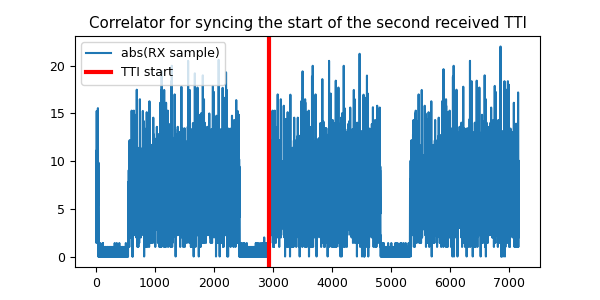 Correlator for syncing the start of the second received TTI
abs(RX sample)
TTI start
20
15
10
5
0
0 1000 2000 3000 4000 5000 6000 7000